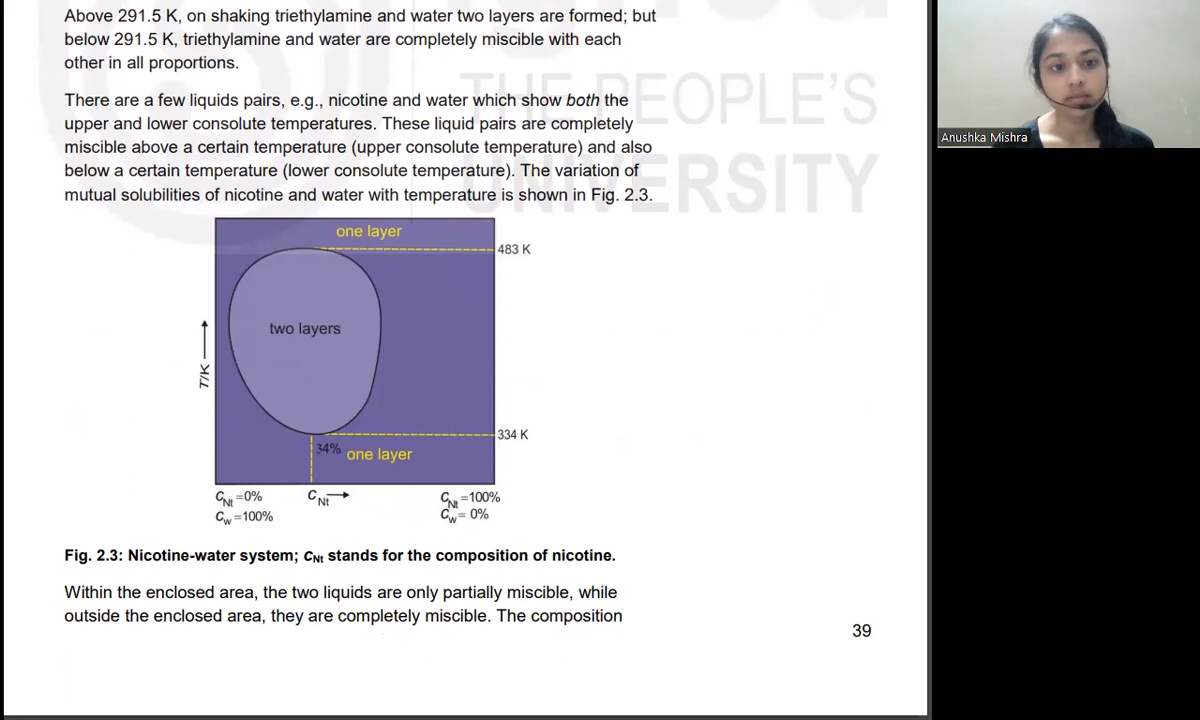 Above 291.5 K, on shaking triethylamine and water two layers are formed; but
below 291.5 K, triethylamine and water are completely miscible with each
other in all proportions.
THE PEOPLE'S
UNIVERSITY
There are a few liquids pairs, e.g., nicotine and water which show both the
upper and lower consolute temperatures. These liquid pairs are completely
miscible above a certain temperature (upper consolute temperature) and also
below a certain temperature (lower consolute temperature). The variation of
mutual solubilities of nicotine and water with temperature is shown in Fig. 2.3.
one layer
483 K
two layers
T/K
334 K
34%
one layer
CNt =0%
CNt
CNt =100%
Cw =100%
Cw = 0%
Fig. 2.3: Nicotine-water system; CNt stands for the composition of nicotine.
Within the enclosed area, the two liquids are only partially miscible, while
outside the enclosed area, they are completely miscible. The composition
39
Anushka Mishra